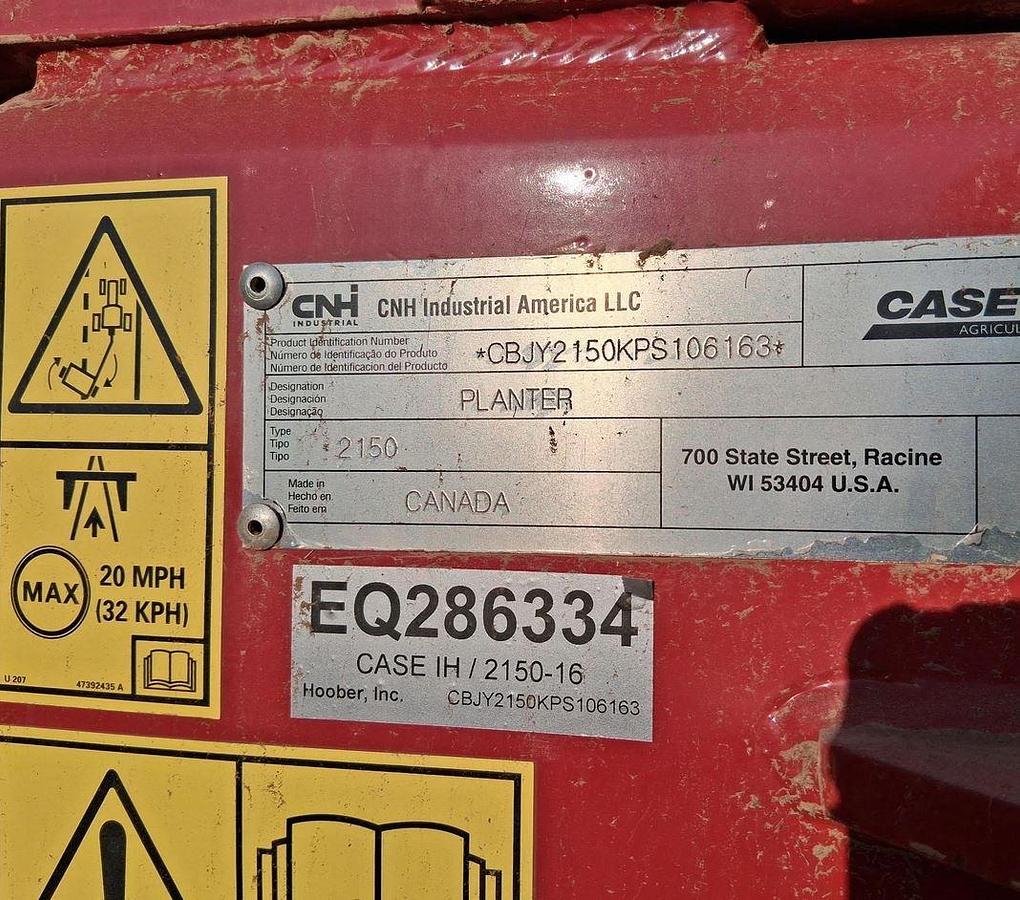 CNH
INDUSTRIAL
CNH Industrial America LLC
CASE
AGRICUL
Product Identification Number
Número de Identificação do Produto
Número de Identificacion del Producto
*CBJY2150KPS106163*
Designation
Designación
Designação
PLANTER
Type
Tipo
Tipo
2150
700 State Street, Racine
WI 53404 U.S.A.
Made in
Hecho en
Feito em
CANADA
MAX
20 MPH
(32 KPH)
U 207
47392435 A
EQ286334
CASE IH / 2150-16
Hoober, Inc.
CBJY2150KPS106163